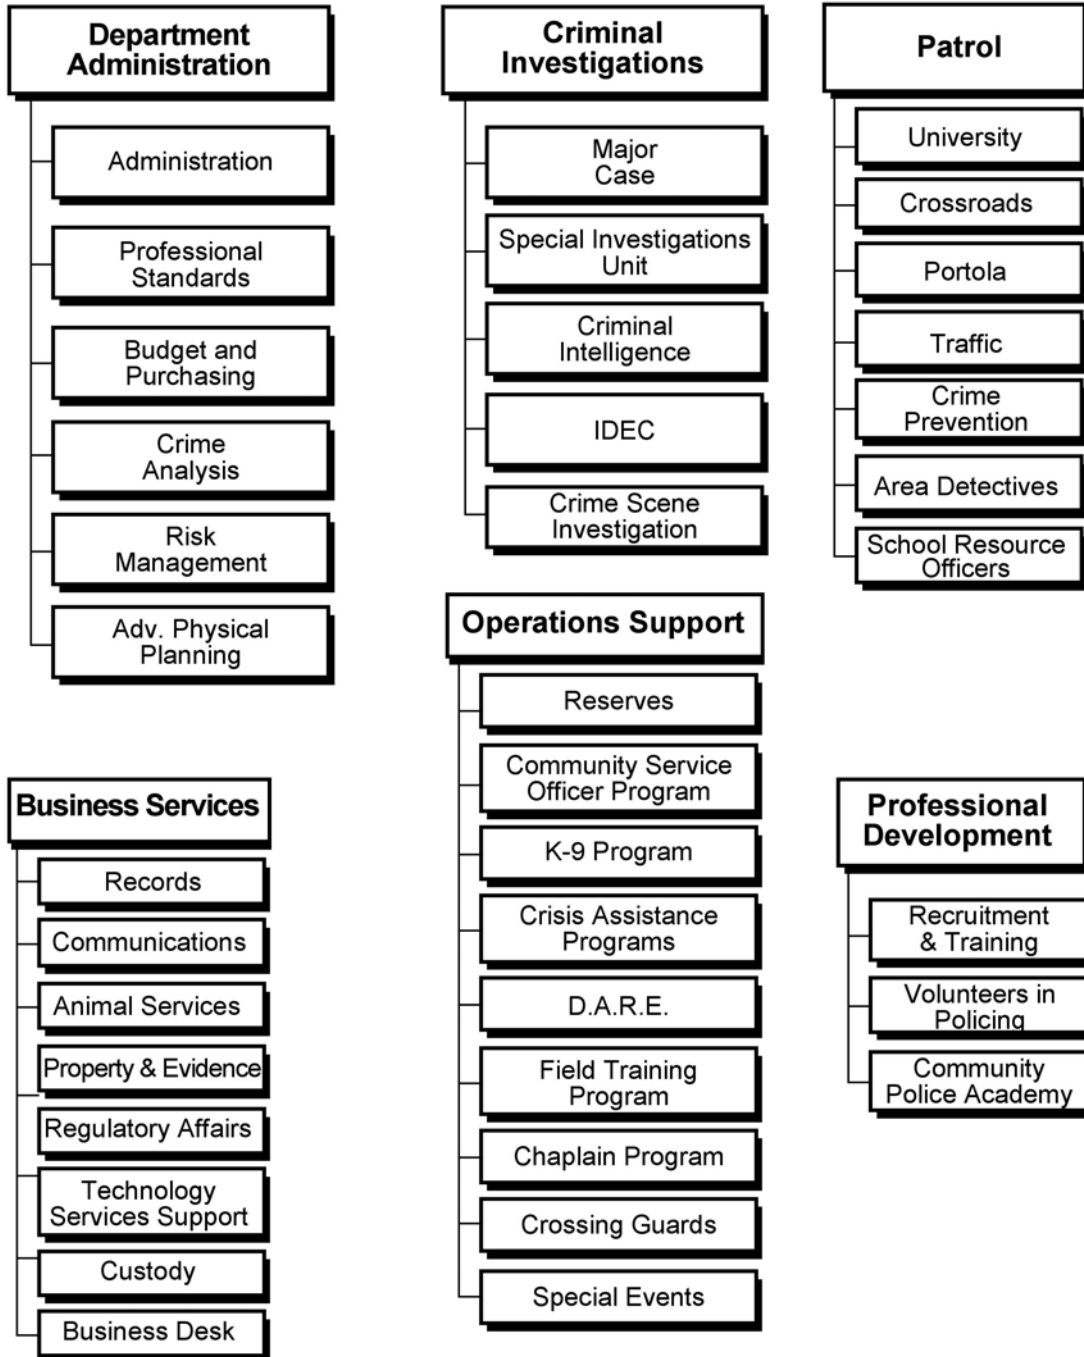 Department
Administration
Administration
Professional
Standards
Budget and
Purchasing
Crime
Analysis
Risk
Management
Adv. Physical
Planning
Criminal
Investigations
Major
Case
Special Investigations
Unit
Criminal
Intelligence
IDEC
Crime Scene
Investigation
Patrol
University
Crossroads
Portola
Traffic
Crime
Prevention
Area Detectives
School Resource
Officers
Operations Support
Reserves
Community Service
Officer Program
K-9 Program
Crisis Assistance
Programs
D.A.R.E.
Field Training
Program
Chaplain Program
Crossing Guards
Special Events
Business Services
Records
Communications
Animal Services
Property & Evidence
Regulatory Affairs
Technology
Services Support
Custody
Business Desk
Professional
Development
Recruitment
& Training
Volunteers in
Policing
Community
Police Academy